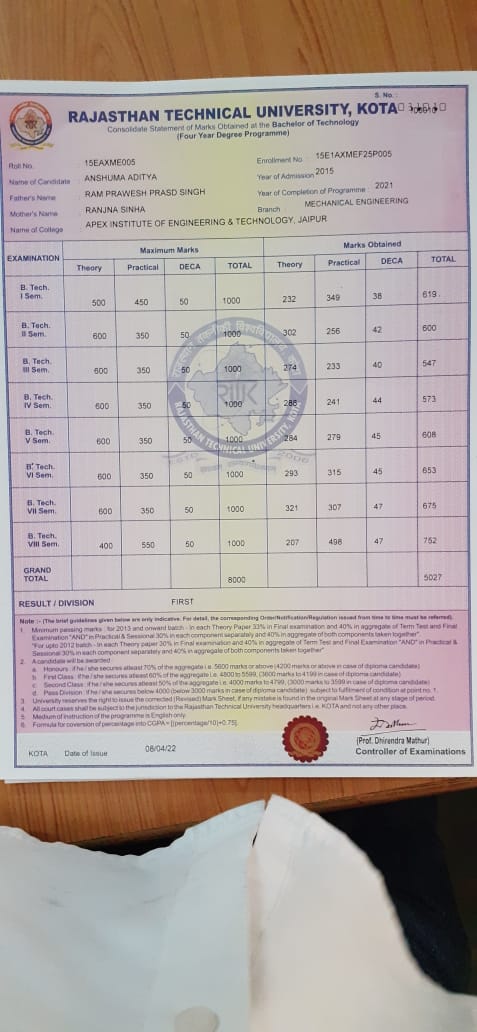 S. No. :
RAJASTHAN TECHNICAL UNIVERSITY, KOTA
Consolidate Statement of Marks Obtained at the Bachelor of Technology
(Four Year Degree Programme)
Roll No. : 15EAXME005 Enrollment No. : 15E1AXMEF25P005
Name of Candidate : ANSHUMA ADITYA Year of Admission 2015
Father's Name : RAM PRAWESH PRASD SINGH Year of Completion of Programme : 2021
Mother's Name : RANJNA SINHA Branch : MECHANICAL ENGINEERING
Name of College : APEX INSTITUTE OF ENGINEERING & TECHNOLOGY, JAIPUR
EXAMINATION Maximum Marks Marks Obtained
Theory Practical DECA TOTAL Theory Practical DECA TOTAL
B. Tech. I Sem. 500 450 50 1000 232 349 38 619
B. Tech. II Sem. 600 350 50 1000 302 256 42 600
B. Tech. III Sem. 600 350 50 1000 274 233 40 547
B. Tech. IV Sem. 600 350 50 1000 288 241 44 573
B. Tech. V Sem. 600 350 50 1000 284 279 45 608
B. Tech. VI Sem. 600 350 50 1000 293 315 45 653
B. Tech. VII Sem. 600 350 50 1000 321 307 47 675
B. Tech. VIII Sem. 400 550 50 1000 207 498 47 752
GRAND TOTAL 8000 5027
RESULT / DIVISION FIRST
Note :- (The brief guidelines given below are only indicative. For detail, the corresponding Order/Notification/Regulation issued from time to time must be referred).
1. Minimum passing marks : for 2013 and onward batch - In each Theory Paper 33% in Final examination and 40% in aggregate of Term Test and Final
Examination "AND" in Practical & Sessional 30% in each component separately and 40% in aggregate of both components taken together".
"For upto 2012 batch - In each Theory paper 30% in Final examination and 40% in aggregate of Term Test and Final Examination "AND" in Practical &
Sessional 30% in each component separately and 40% in aggregate of both components taken together"
2. A candidate will be awarded :
a. Honours : if he / she secures atleast 70% of the aggregate i.e. 5600 marks or above (4200 marks or above in case of diploma candidate)
b. First Class : if he / she secures atleast 60% of the aggregate i.e. 4800 to 5599, (3600 marks to 4199 in case of diploma candidate)
c. Second Class : if he / she secures atleast 50% of the aggregate i.e. 4000 marks to 4799, (3000 marks to 3599 in case of diploma candidate)
d. Pass Division : if he / she secures below 4000 (below 3000 marks in case of diploma candidate) subject to fulfilment of condition at point no. 1.
3. University reserves the right to issue the corrected (Revised) Mark Sheet, if any mistake is found in the original Mark Sheet at any stage of period.
4. All court cases shall be subject to the jurisdiction to the Rajasthan Technical University headquarters i.e. KOTA and not any other place.
5. Medium of instruction of the programme is English only.
6. Formula for coversion of percentage into CGPA = [(percentage/10)+0.75].
(Prof. Dhirendra Mathur)
KOTA Date of Issue 08/04/22 Controller of Examinations
RAJASTHAN TECHNICAL UNIVERSITY, KOTA
2006